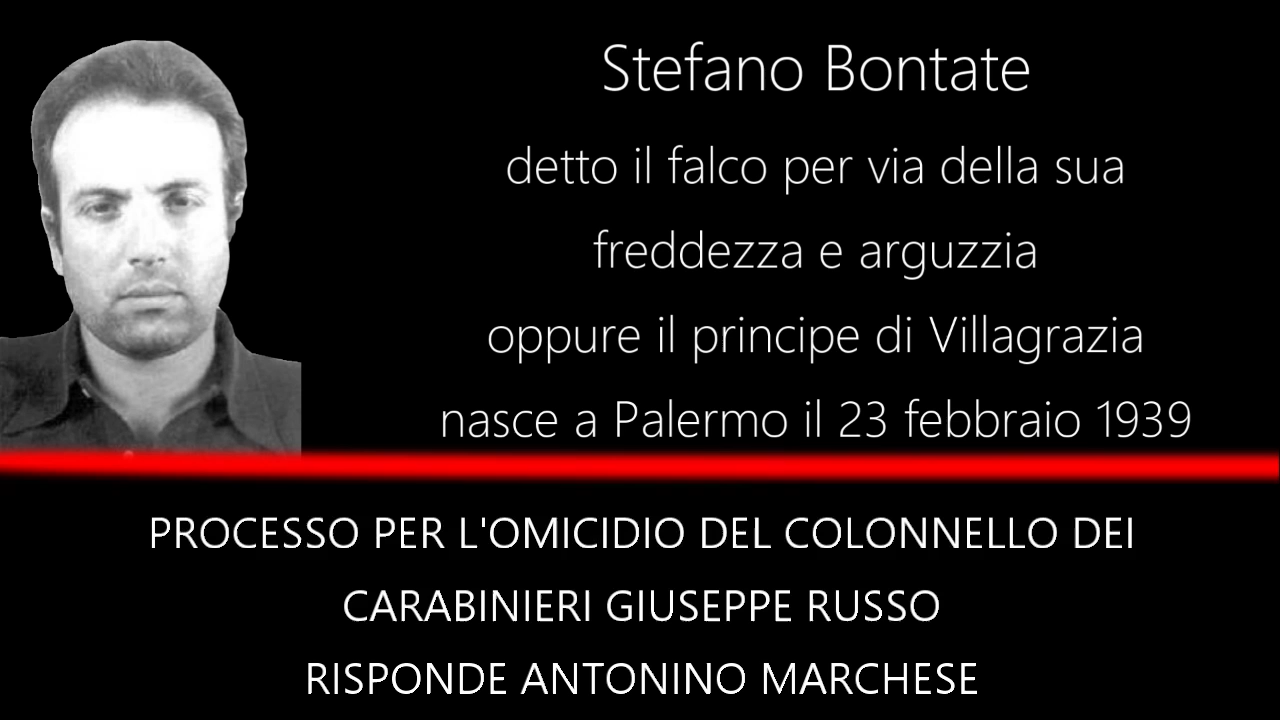 Stefano Bontate
detto il falco per via della sua
freddezza e arguzzia
oppure il principe di Villagrazia
nasce a Palermo il 23 febbraio 1939
PROCESSO PER L'OMICIDIO DEL COLONNELLO DEI
CARABINIERI GIUSEPPE RUSSO
RISPONDE ANTONINO MARCHESE